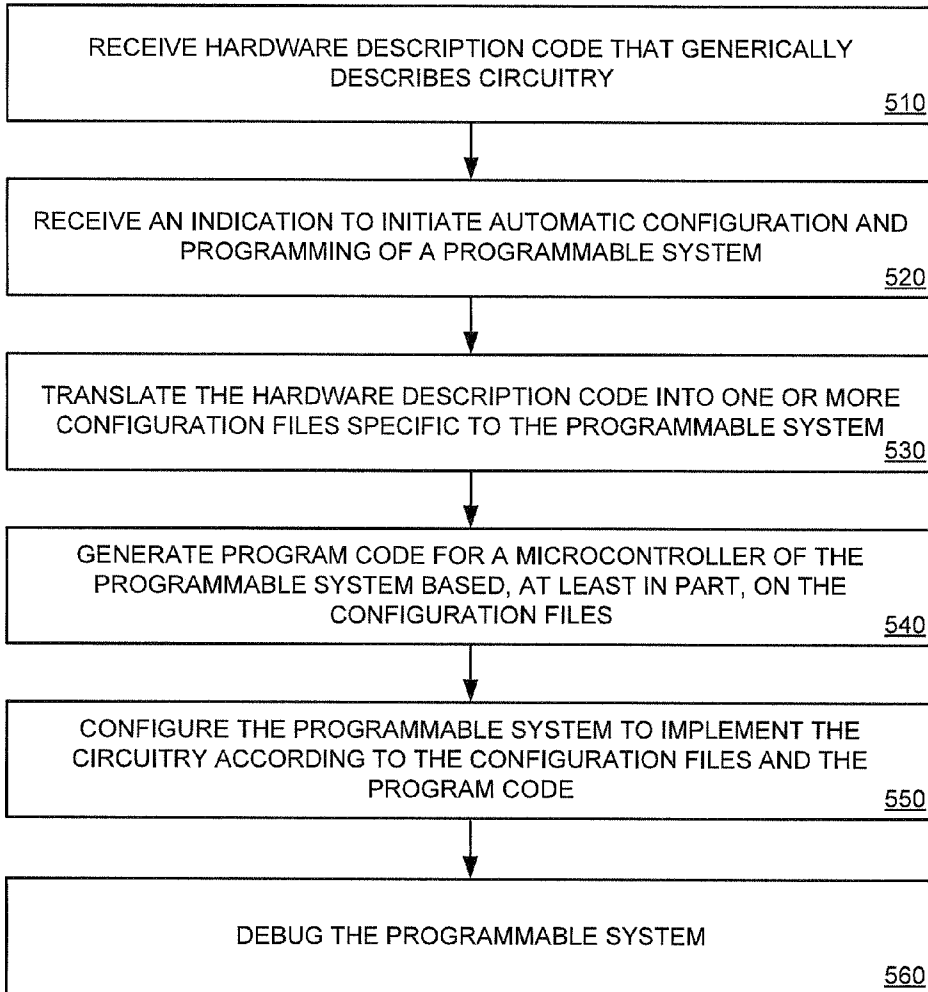 RECEIVE HARDWARE DESCRIPTION CODE THAT GENERICALLY
DESCRIBES CIRCUITRY
510
RECEIVE AN INDICATION TO INITIATE AUTOMATIC CONFIGURATION AND
PROGRAMMING OF A PROGRAMMABLE SYSTEM
520
TRANSLATE THE HARDWARE DESCRIPTION CODE INTO ONE OR MORE
CONFIGURATION FILES SPECIFIC TO THE PROGRAMMABLE SYSTEM
530
GENERATE PROGRAM CODE FOR A MICROCONTROLLER OF THE
PROGRAMMABLE SYSTEM BASED, AT LEAST IN PART, ON THE
CONFIGURATION FILES
540
CONFIGURE THE PROGRAMMABLE SYSTEM TO IMPLEMENT THE
CIRCUITRY ACCORDING TO THE CONFIGURATION FILES AND THE
PROGRAM CODE
550
DEBUG THE PROGRAMMABLE SYSTEM
560